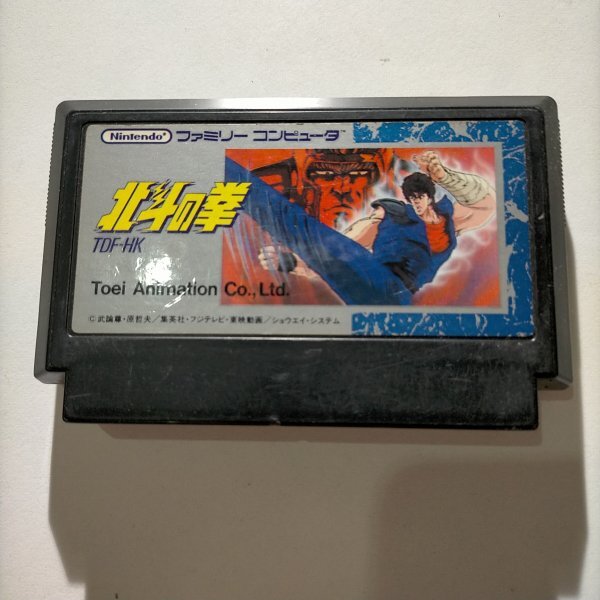 Nintendo® ファミリー コンピュータ™
北斗の拳
TDF-HK
Toei Animation Co., Ltd.
©武論尊・原哲夫／集英社・フジテレビ・東映動画／ショウエイ・システム